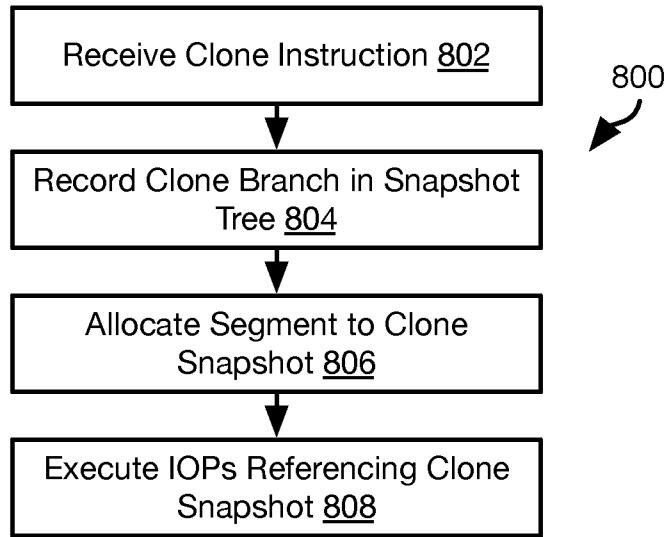 Receive Clone Instruction 802
800
Record Clone Branch in Snapshot
Tree 804
Allocate Segment to Clone
Snapshot 806
Execute IOPs Referencing Clone
Snapshot 808